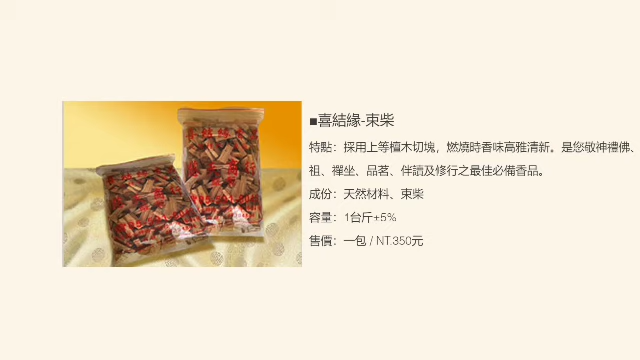 ■喜結緣-束柴
特點：採用上等檀木切塊，燃燒時香味高雅清新。是您敬神禮佛、
祖、禪坐、品茗、伴讀及修行之最佳必備香品。
成份：天然材料、束柴
容量：1台斤±5%
售價：一包 / NT.350元